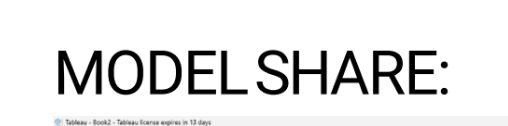 MODEL SHARE:
Tableau - Book2 - Tableau license expires in 13 days